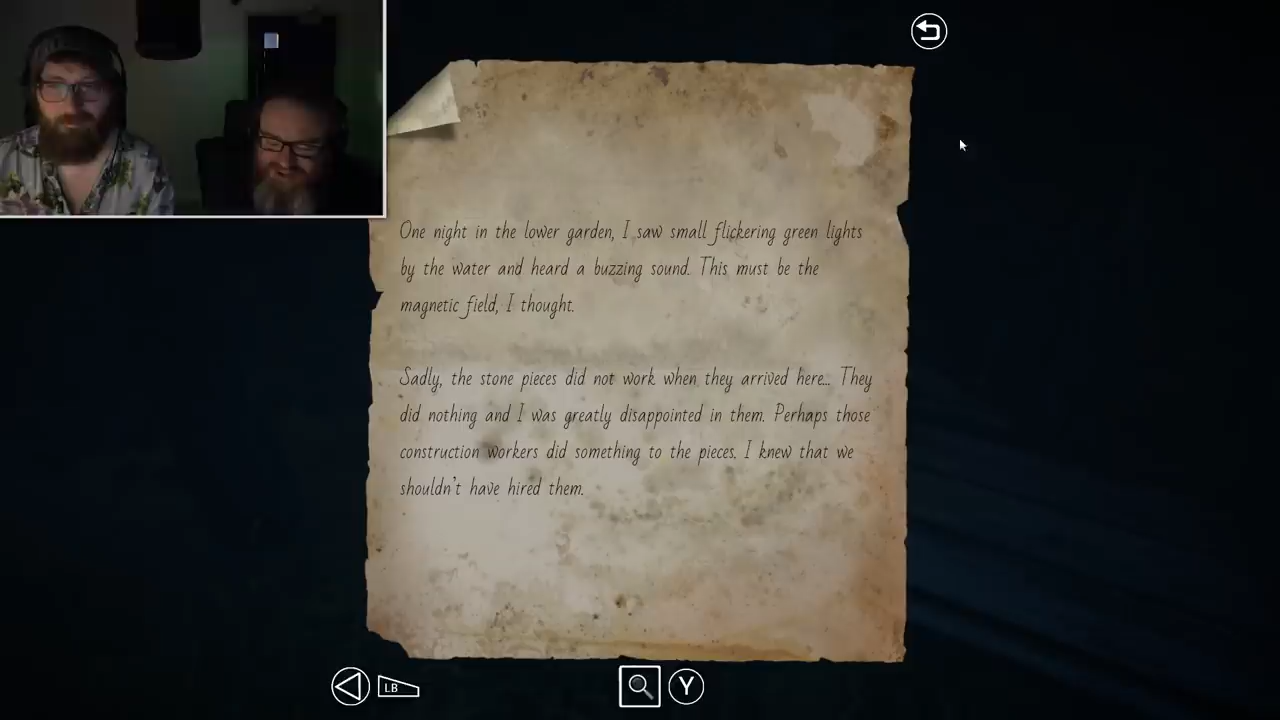 One night in the lower garden, I saw small flickering green lights
by the water and heard a buzzing sound. This must be the
magnetic field, I thought.
Sadly, the stone pieces did not work when they arrived here... They
did nothing and I was greatly disappointed in them. Perhaps those
construction workers did something to the pieces. I knew that we
shouldn't have hired them.
LB
Y